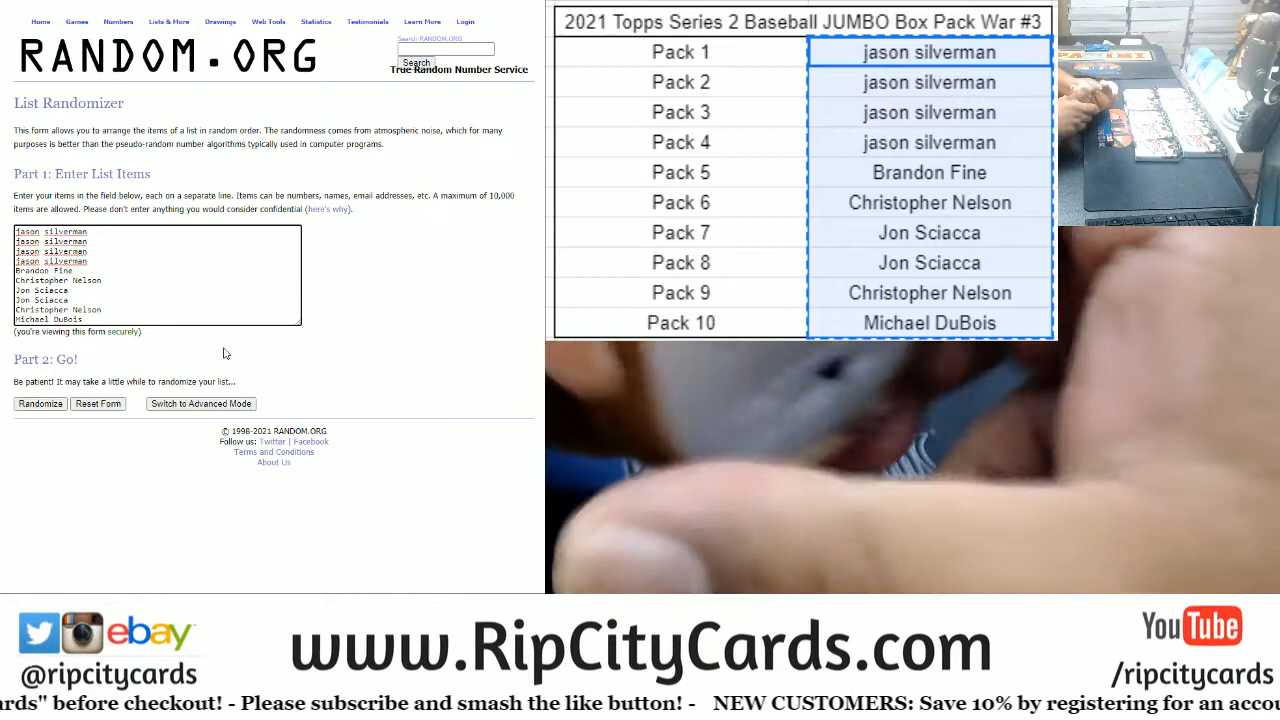 Home Games Numbers Lists & More Drawings Web Tools Statistics Testimonials Learn More Login
RANDOM.ORG
Search RANDOM.ORG
Search
Random Number Service
List Randomizer
This form allows you to arrange the items of a list in random order. The randomness comes from atmospheric noise, which for many
purposes is better than the pseudo-random number algorithms typically used in computer programs.
Part 1: Enter List Items
Enter your items in the field below, each on a separate line. Items can be numbers, names, email addresses, etc. A maximum of 10,000
items are allowed. Please don't enter anything you would consider confidential (here's why).
jason silverman
jason silverman
jason silverman
jason silverman
Brandon Fine
Christopher Nelson
Jon Sciacca
Jon Sciacca
Christopher Nelson
Michael DuBois
(you're viewing this form securely)
Part 2: Go!
Be patient! It may take a little while to randomize your list...
Randomize Reset Form Switch to Advanced Mode
© 1998-2021 RANDOM.ORG
Follow us: Twitter | Facebook
Terms and Conditions
About Us
2021 Topps Series 2 Baseball JUMBO Box Pack War #3
Pack 1 jason silverman
Pack 2 jason silverman
Pack 3 jason silverman
Pack 4 jason silverman
Pack 5 Brandon Fine
Pack 6 Christopher Nelson
Pack 7 Jon Sciacca
Pack 8 Jon Sciacca
Pack 9 Christopher Nelson
Pack 10 Michael DuBois
ebay
@ripcitycards
www.RipCityCards.com
YouTube
/ripcitycards
ards" before checkout! - Please subscribe and smash the like button! - NEW CUSTOMERS: Save 10% by registering for an accou